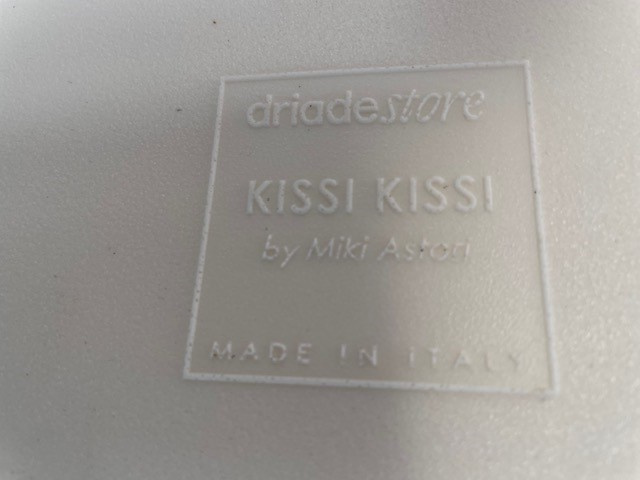 driadestore
KISSI KISSI
by Miki Astori
MADE IN ITALY